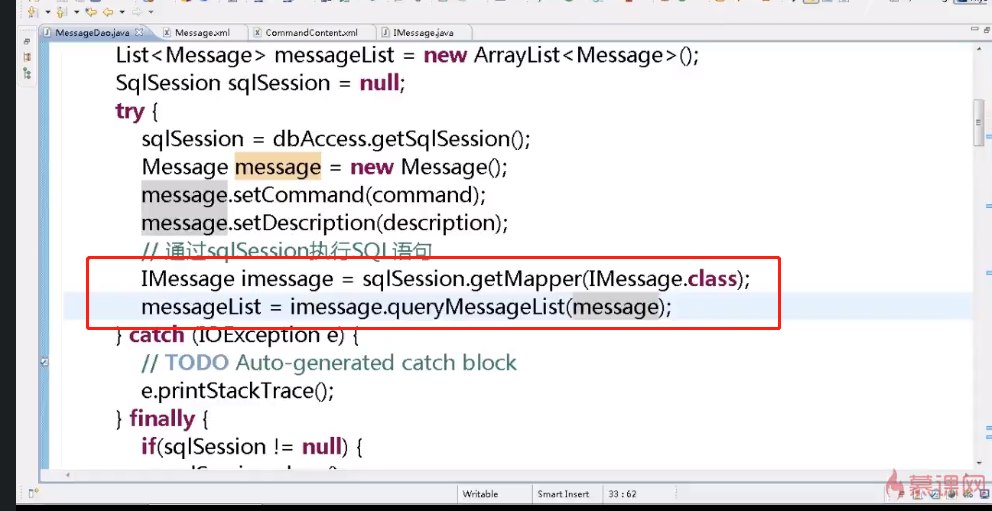 MessageDao.java
Message.xml
CommandContent.xml
IMessage.java
List<Message> messageList = new ArrayList<Message>();
SqlSession sqlSession = null;
try {
sqlSession = dbAccess.getSqlSession();
Message message = new Message();
message.setCommand(command);
message.setDescription(description);
// 通过sqlSession执行SQL语句
IMessage imessage = sqlSession.getMapper(IMessage.class);
messageList = imessage.queryMessageList(message);
} catch (IOException e) {
// TODO Auto-generated catch block
e.printStackTrace();
} finally {
if(sqlSession != null) {
Writable
Smart Insert
33 : 62
慕课网